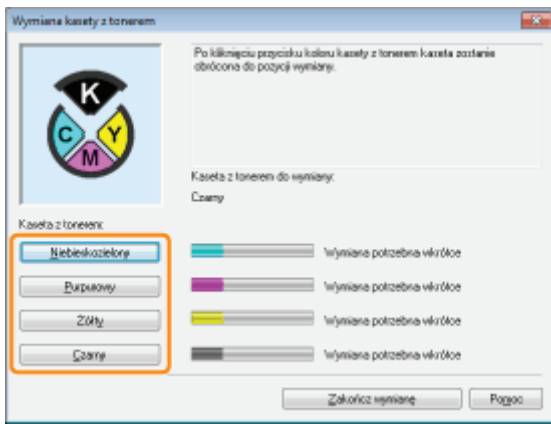 Wymiana kasety z tonerem
Po kliknięciu przycisku koloru kasety z tonerem kaseta zostanie
obrócona do pozycji wymiany.
K
C
Y
M
Kaseta z tonerem do wymiany:
Czarny
Kaseta z tonerem:
Niebieskozielony
Wymiana potrzebna wkrótce
Purpurowy
Wymiana potrzebna wkrótce
Żółty
Wymiana potrzebna wkrótce
Czarny
Wymiana potrzebna wkrótce
Zakończ wymianę
Pomoc